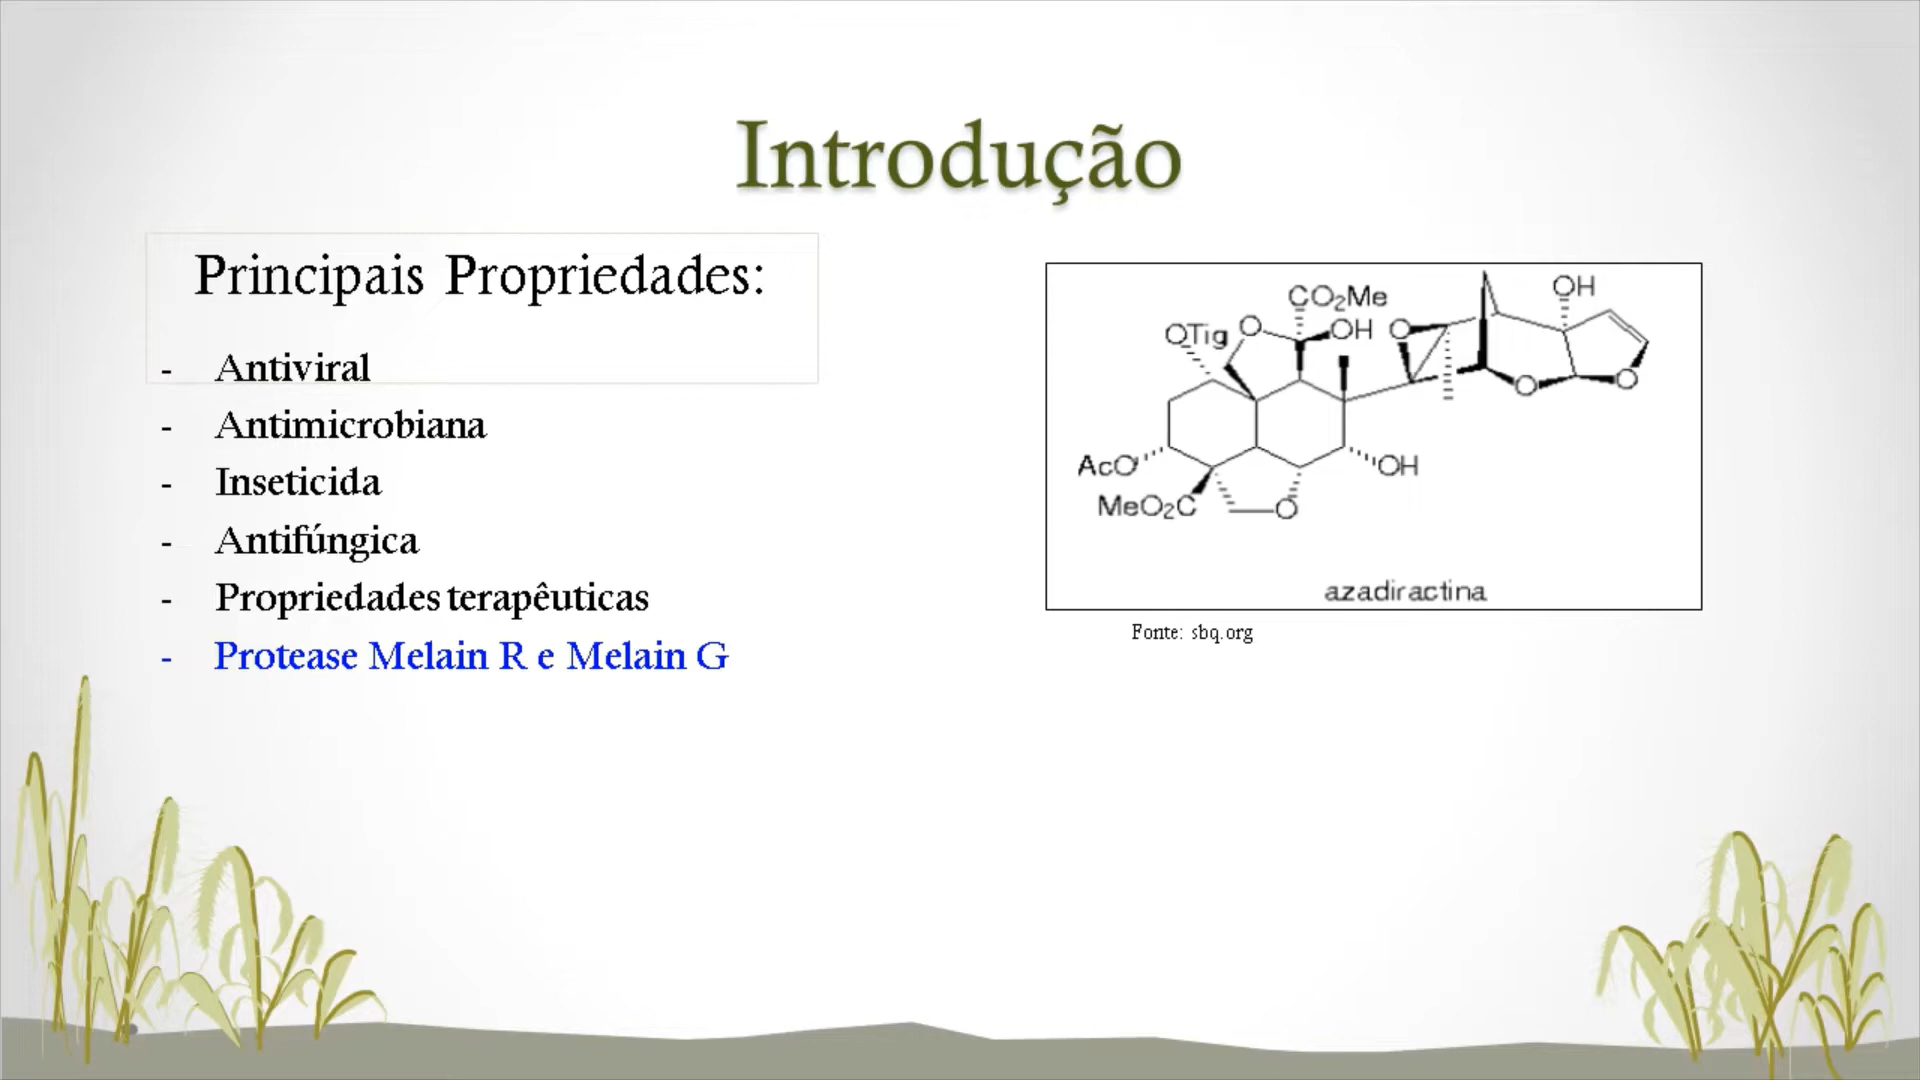 Introdução
Principais Propriedades:
- Antiviral
- Antimicrobiana
- Inseticida
- Antifúngica
- Propriedades terapêuticas
- Protease Melain R e Melain G
CO2Me
OH
OTig
O
OH
O
O
O
AcO
OH
MeO2C
O
azadiractina
Fonte: sbq.org